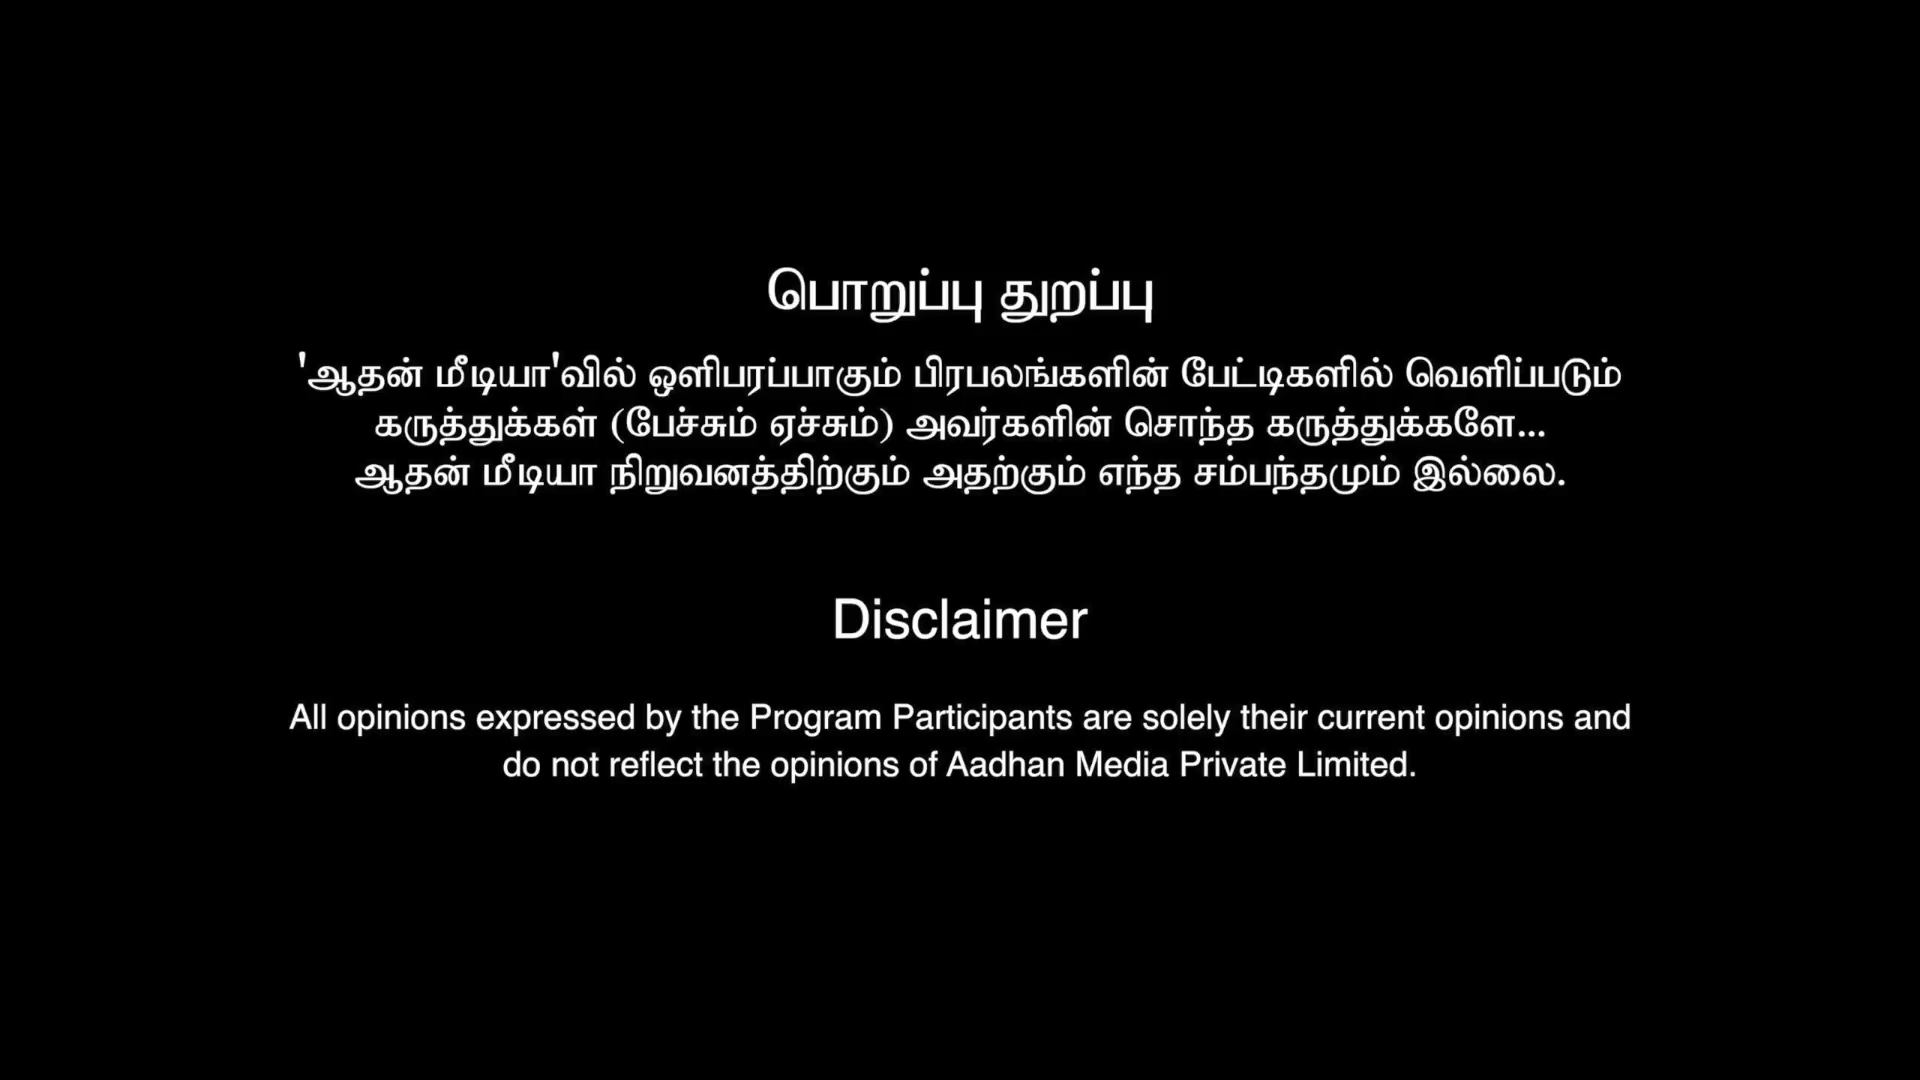 பொறுப்பு துறப்பு
'ஆதன் மீடியா'வில் ஒளிபரப்பாகும் பிரபலங்களின் பேட்டிகளில் வெளிப்படும்
கருத்துக்கள் (பேச்சும் ஏச்சும்) அவர்களின் சொந்த கருத்துக்களே...
ஆதன் மீடியா நிறுவனத்திற்கும் அதற்கும் எந்த சம்பந்தமும் இல்லை.
Disclaimer
All opinions expressed by the Program Participants are solely their current opinions and
do not reflect the opinions of Aadhan Media Private Limited.